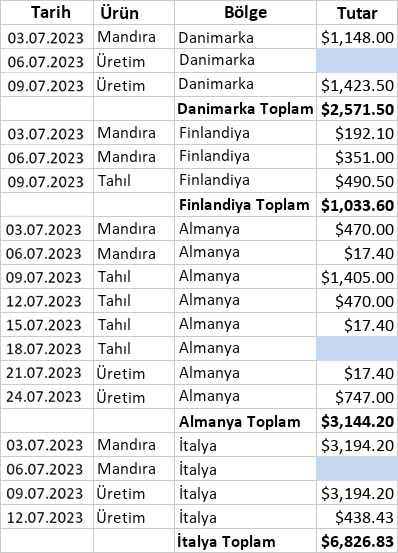 Tarih Ürün Bölge Tutar
03.07.2023 Mandıra Danimarka $1,148.00
06.07.2023 Üretim Danimarka
09.07.2023 Üretim Danimarka $1,423.50
Danimarka Toplam $2,571.50
03.07.2023 Mandıra Finlandiya $192.10
06.07.2023 Mandıra Finlandiya $351.00
09.07.2023 Tahıl Finlandiya $490.50
Finlandiya Toplam $1,033.60
03.07.2023 Mandıra Almanya $470.00
06.07.2023 Mandıra Almanya $17.40
09.07.2023 Tahıl Almanya $1,405.00
12.07.2023 Tahıl Almanya $470.00
15.07.2023 Tahıl Almanya $17.40
18.07.2023 Tahıl Almanya
21.07.2023 Üretim Almanya $17.40
24.07.2023 Üretim Almanya $747.00
Almanya Toplam $3,144.20
03.07.2023 Mandıra İtalya $3,194.20
06.07.2023 Mandıra İtalya
09.07.2023 Üretim İtalya $3,194.20
12.07.2023 Üretim İtalya $438.43
İtalya Toplam $6,826.83